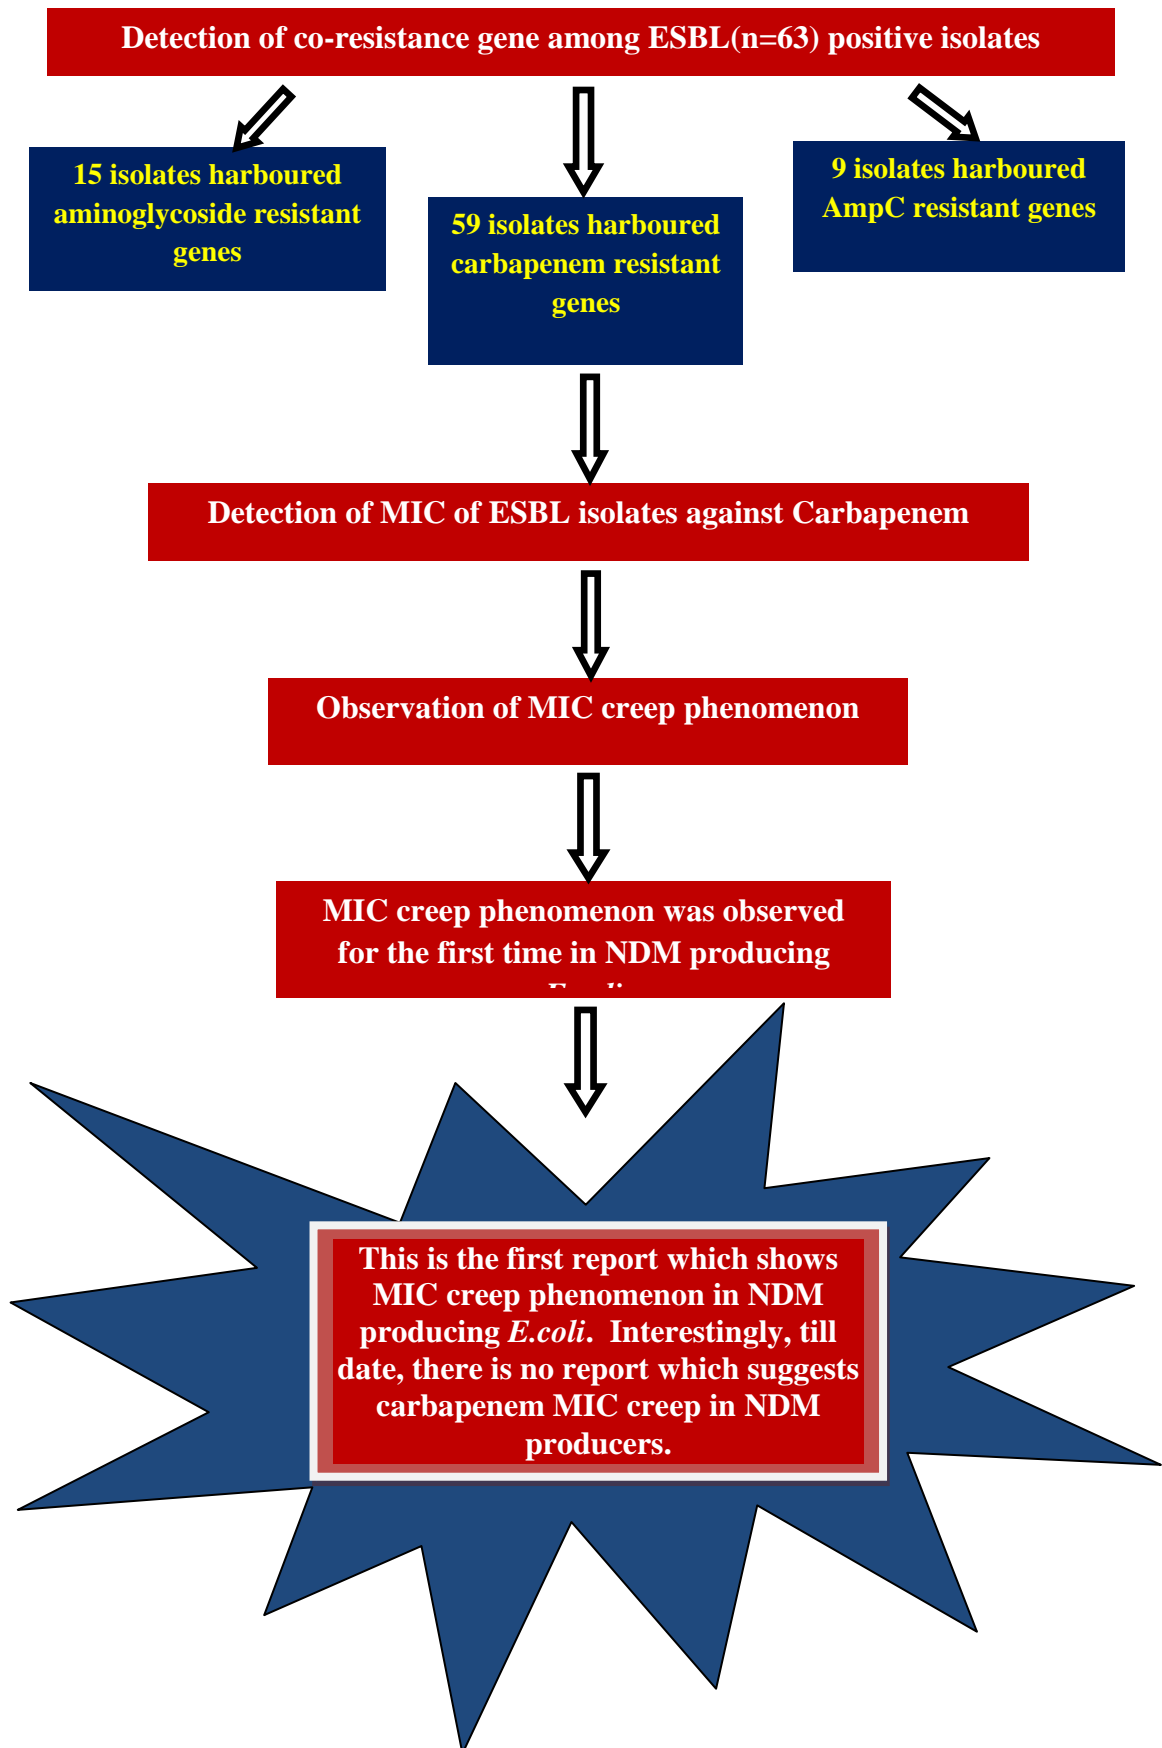 Detection of co-resistance gene among ESBL(n=63) positive isolates
15 isolates harboured
aminoglycoside resistant
genes
59 isolates harboured
carbapenem resistant
genes
9 isolates harboured
AmpC resistant genes
Detection of MIC of ESBL isolates against Carbapenem
Observation of MIC creep phenomenon
MIC creep phenomenon was observed
for the first time in NDM producing
This is the first report which shows
MIC creep phenomenon in NDM
producing E.coli.  Interestingly, till
date, there is no report which suggests
carbapenem MIC creep in NDM
producers.